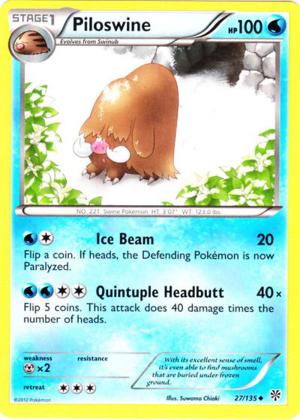 STAGE1
Piloswine
HP100
Evolves from Swinub
NO. 221 Swine Pokémon HT: 3'07" WT: 123.0 lbs.
Ice Beam 20
Flip a coin. If heads, the Defending Pokémon is now
Paralyzed.
Quintuple Headbutt 40×
Flip 5 coins. This attack does 40 damage times the
number of heads.
weakness resistance
×2
retreat
With its excellent sense of smell,
it's even able to find mushrooms
that are buried under frozen
ground.
©2012 Pokémon
Illus. Suwama Chiaki
27/135